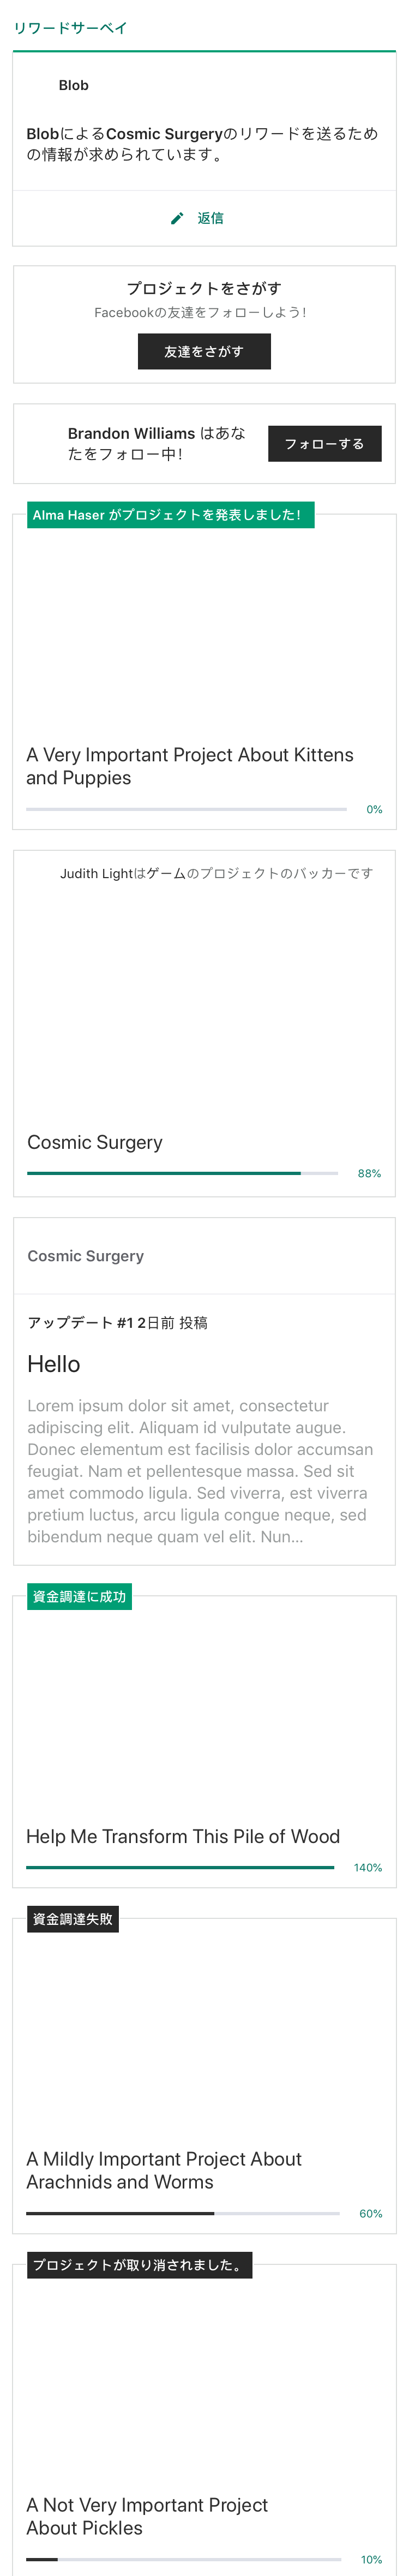 リワードサーベイ
Blob
BlobによるCosmic Surgeryのリワードを送るため
の情報が求められています。
返信
プロジェクトをさがす
Facebookの友達をフォローしよう!
友達をさがす
Brandon Williams はあな
たをフォロー中!
フォローする
Alma Haser がプロジェクトを発表しました!
A Very Important Project About Kittens
and Puppies
0%
Judith Lightはゲームのプロジェクトのバッカーです
Cosmic Surgery
88%
Cosmic Surgery
アップデート #1 2日前 投稿
Hello
Lorem ipsum dolor sit amet, consectetur
adipiscing elit. Aliquam id vulputate augue.
Donec elementum est facilisis dolor accumsan
feugiat. Nam et pellentesque massa. Sed sit
amet commodo ligula. Sed viverra, est viverra
pretium luctus, arcu ligula congue neque, sed
bibendum neque quam vel elit. Nun...
資金調達に成功
Help Me Transform This Pile of Wood
140%
資金調達失敗
A Mildly Important Project About
Arachnids and Worms
60%
プロジェクトが取り消されました。
A Not Very Important Project
About Pickles
10%